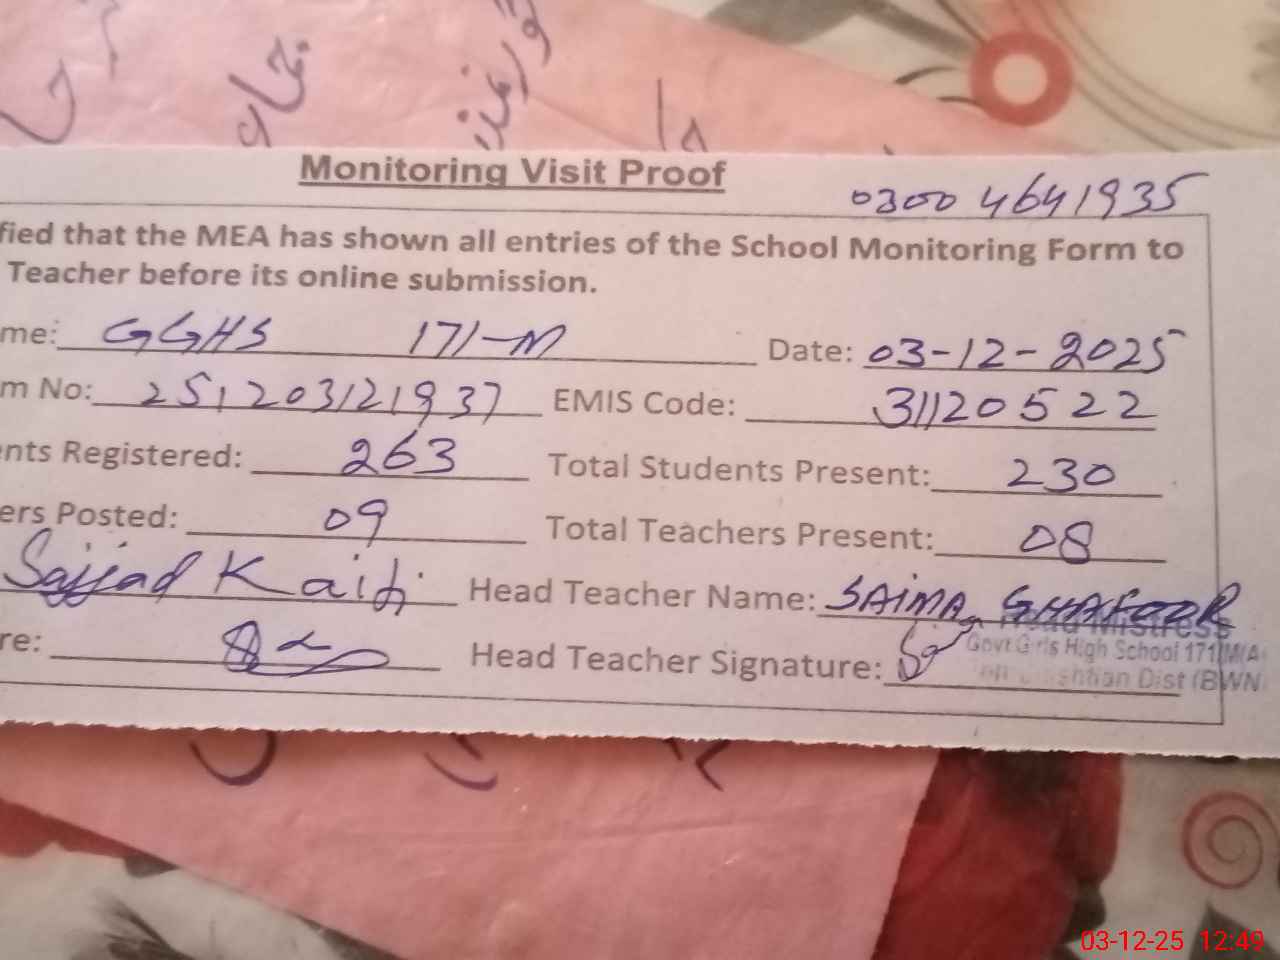 Monitoring Visit Proof
0300 4641935
fied that the MEA has shown all entries of the School Monitoring Form to
Teacher before its online submission.
me: GGHS 171-M Date: 03-12-2025
m No: 251203121937 EMIS Code: 31120522
nts Registered: 263 Total Students Present: 230
ers Posted: 09 Total Teachers Present: 08
Sajjad Head Teacher Name: SAIMA GHAFOOR
Head Mistress
re: Head Teacher Signature:
Govt Girls High School 171/M(A
Dist (BWN
03-12-25 12:49